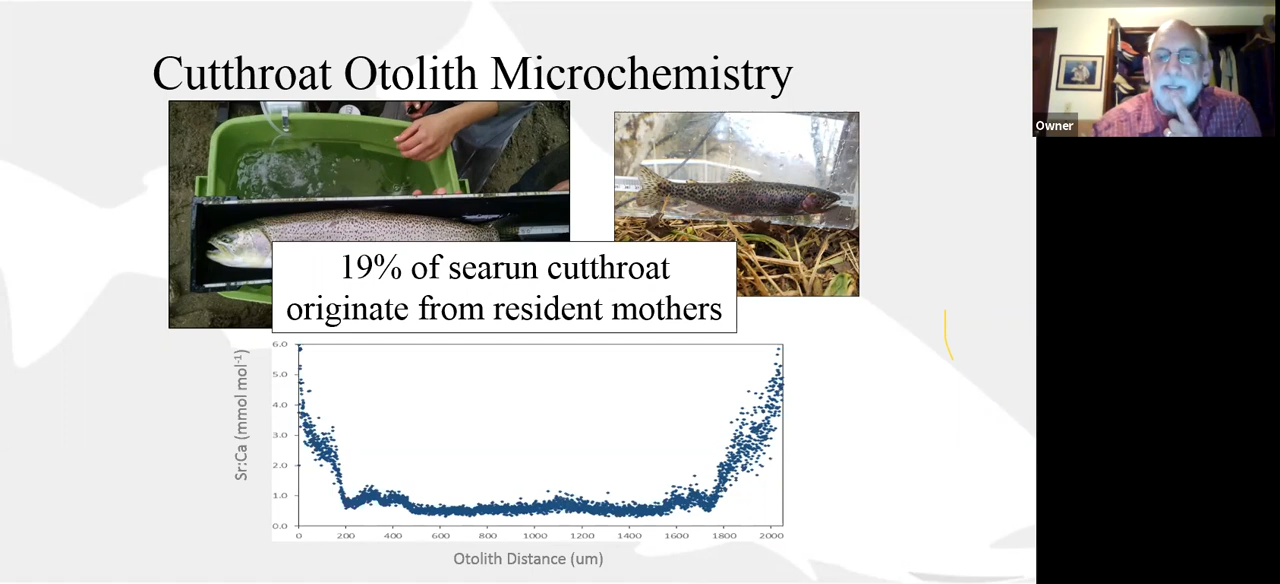 Cutthroat Otolith Microchemistry
Owner
19% of searun cutthroat
originate from resident mothers
Sr:Ca (mmol mol-1)
6.0
5.0
4.0
3.0
2.0
1.0
0.0
0 200 400 600 800 1000 1200 1400 1600 1800 2000
Otolith Distance (um)